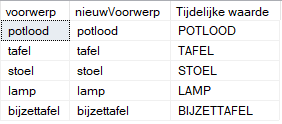 voorwerp nieuwVoorwerp Tijdelijke waarde
potlood potlood POTLOOD
tafel tafel TAFEL
stoel stoel STOEL
lamp lamp LAMP
bijzettafel bijzettafel BIJZETTAFEL